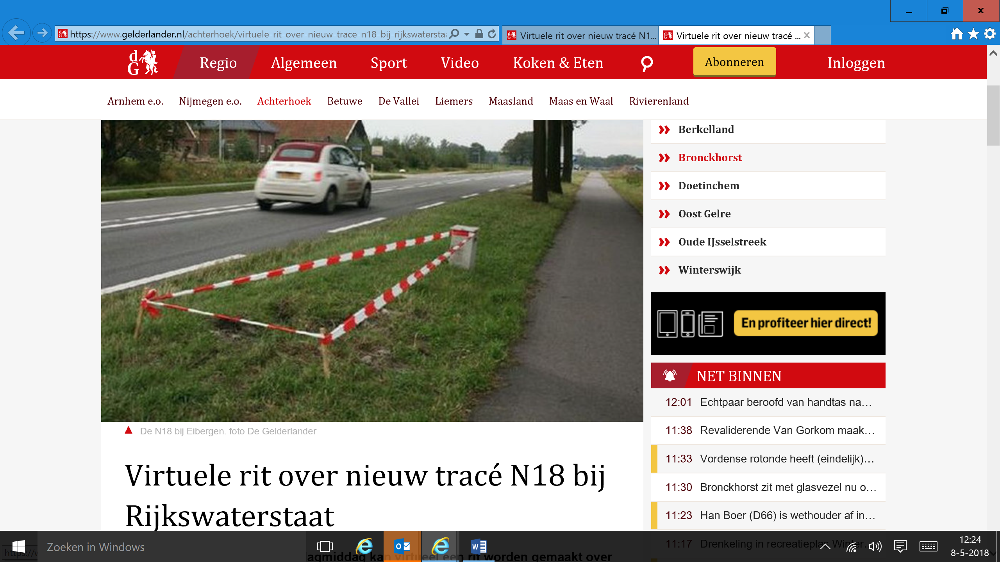 https://www.gelderlander.nl/achterhoek/virtuele-rit-over-nieuw-trace-n18-bij-rijkswatersta
Virtuele rit over nieuw tracé N1...
Virtuele rit over nieuw tracé ...
dG
Regio
Algemeen
Sport
Video
Koken & Eten
Abonneren
Inloggen
Arnhem e.o.
Nijmegen e.o.
Achterhoek
Betuwe
De Vallei
Liemers
Maasland
Maas en Waal
Rivierenland
Berkelland
Bronckhorst
Doetinchem
Oost Gelre
Oude IJsselstreek
Winterswijk
En profiteer hier direct!
NET BINNEN
12:01 Echtpaar beroofd van handtas na...
11:38 Revaliderende Van Gorkom maak...
11:33 Vordense rotonde heeft (eindelijk)...
11:30 Bronckhorst zit met glasvezel nu o...
11:23 Han Boer (D66) is wethouder af in...
11:17 Drenkeling in recreatieplas Winter...
De N18 bij Eibergen. foto De Gelderlander
Virtuele rit over nieuw tracé N18 bij
Rijkswaterstaat
agmiddag kan virtueel een rit worden gemaakt over
Zoeken in Windows
12:24
8-5-2018